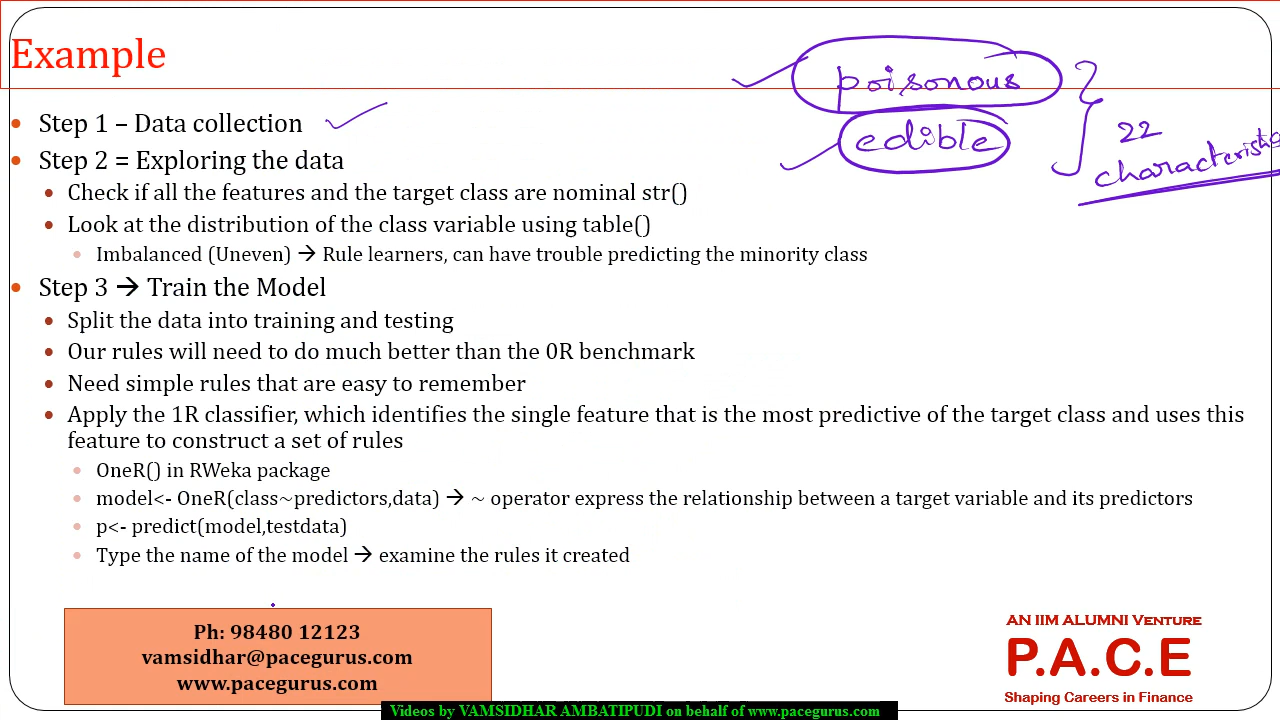 Example
poisonous
edible
22
characteristic
Step 1 – Data collection
Step 2 = Exploring the data
Check if all the features and the target class are nominal str()
Look at the distribution of the class variable using table()
Imbalanced (Uneven) → Rule learners, can have trouble predicting the minority class
Step 3 → Train the Model
Split the data into training and testing
Our rules will need to do much better than the 0R benchmark
Need simple rules that are easy to remember
Apply the 1R classifier, which identifies the single feature that is the most predictive of the target class and uses this
feature to construct a set of rules
OneR() in RWeka package
model<- OneR(class~predictors,data) → ~ operator express the relationship between a target variable and its predictors
p<- predict(model,testdata)
Type the name of the model → examine the rules it created
Ph: 98480 12123
vamsidhar@pacegurus.com
www.pacegurus.com
AN IIM ALUMNI VENTURE
P.A.C.E
Shaping Careers in Finance
Videos by VAMSIDHAR AMBATIPUDI on behalf of www.pacegurus.com